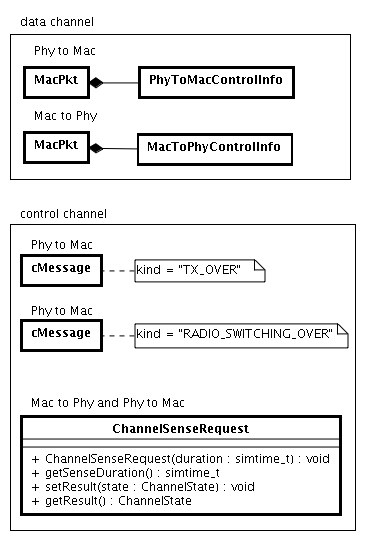 data channel
Phy to Mac
MacPkt
PhyToMacControlInfo
Mac to Phy
MacPkt
MacToPhyControlInfo
control channel
Phy to Mac
cMessage
kind = "TX_OVER"
Phy to Mac
cMessage
kind = "RADIO_SWITCHING_OVER"
Mac to Phy and Phy to Mac
ChannelSenseRequest
+ ChannelSenseRequest(duration : simtime_t) : void
+ getSenseDuration() : simtime_t
+ setResult(state : ChannelState) : void
+ getResult() : ChannelState